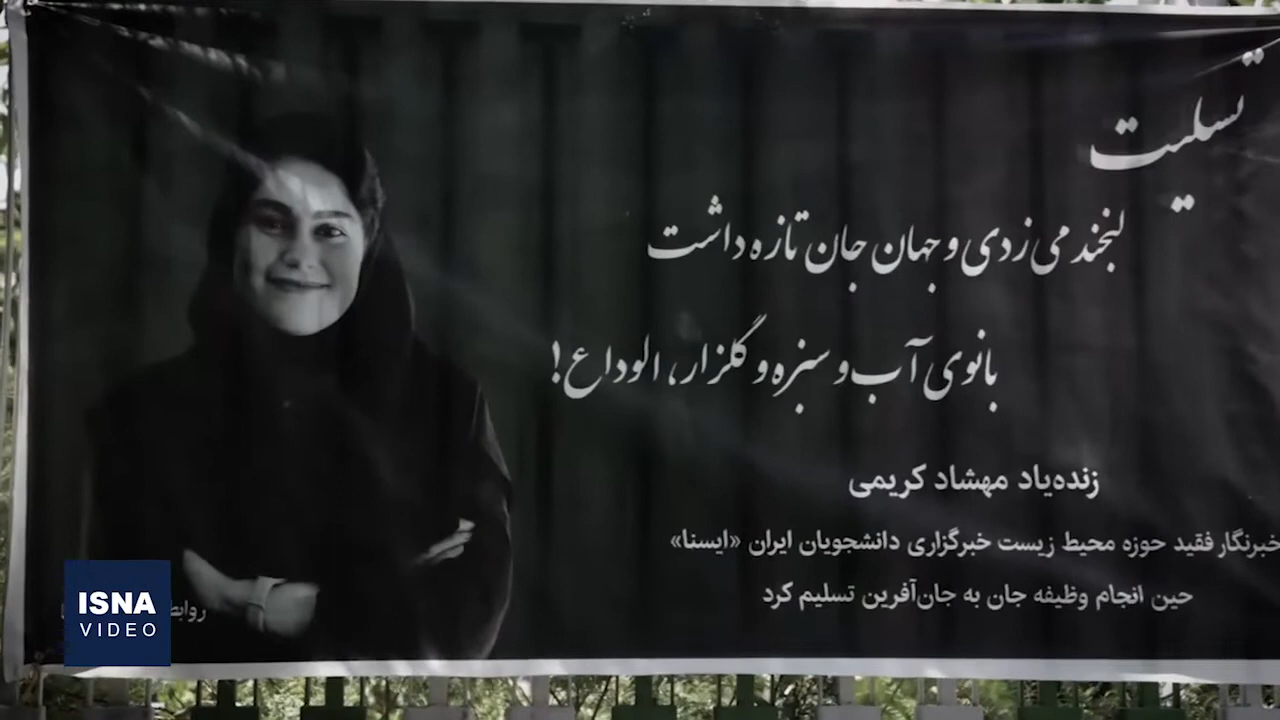 تسلیت
لبخند می زدی و جهان جان تازه داشت
بانوی آب و سبزه و گلزار، الوداع!
زنده‌یاد مهشاد کریمی
خبرنگار فقید حوزه محیط زیست خبرگزاری دانشجویان ایران «ایسنا»
حین انجام وظیفه جان به جان‌آفرین تسلیم کرد
ISNA
VIDEO